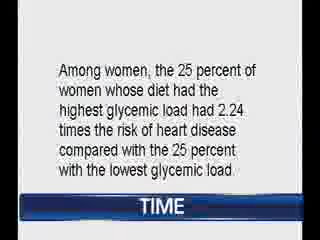 Among women, the 25 percent of
women whose diet had the
highest glycemic load had 2.24
times the risk of heart disease
compared with the 25 percent
with the lowest glycemic load.
TIME